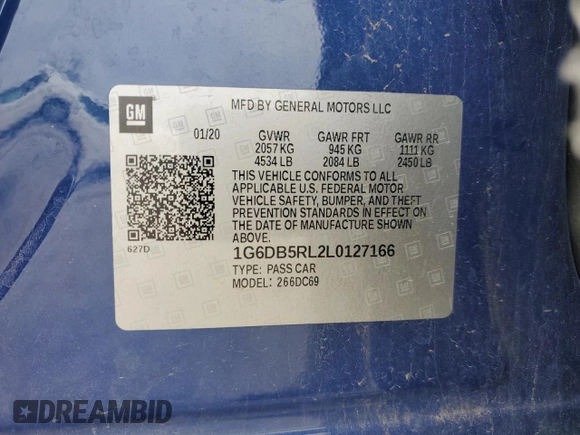 GM
MFD BY GENERAL MOTORS LLC
01/20 GVWR GAWR FRT GAWR RR
2057 KG 945 KG 1111 KG
4534 LB 2084 LB 2450 LB
THIS VEHICLE CONFORMS TO ALL
APPLICABLE U.S. FEDERAL MOTOR
VEHICLE SAFETY, BUMPER, AND THEFT
PREVENTION STANDARDS IN EFFECT ON
THE DATE OF MANUFACTURE SHOWN
ABOVE.
627D
1G6DB5RL2L0127166
TYPE: PASS CAR
MODEL: 266DC69
DREAMBID